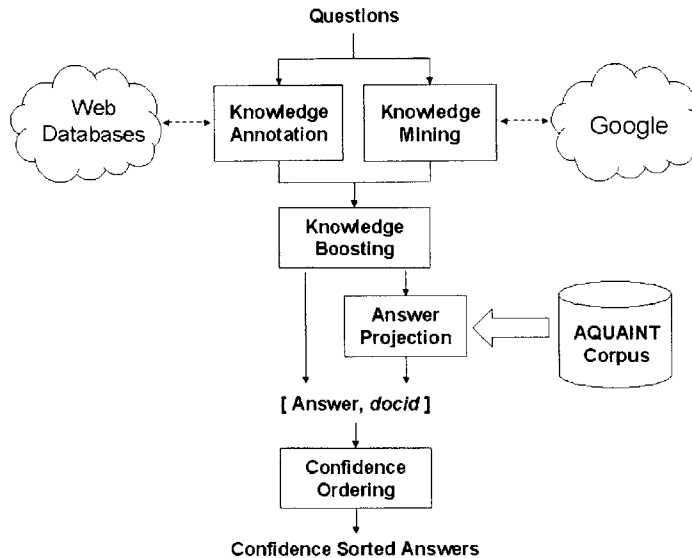 Questions
Web
Databases
Knowledge
Annotation
Knowledge
Mining
Google
Knowledge
Boosting
Answer
Projection
AQUAINT
Corpus
[ Answer, docid ]
Confidence
Ordering
Confidence Sorted Answers